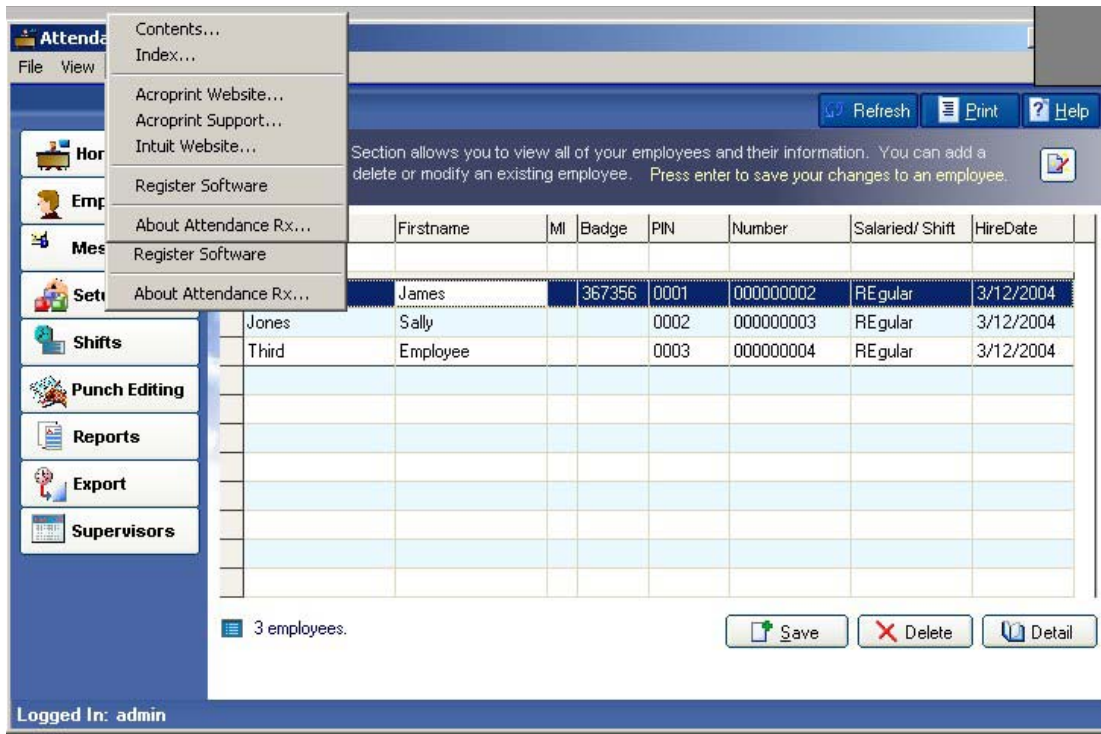 Attenda
File View
Contents...
Index...
Acroprint Website...
Acroprint Support...
Intuit Website...
Register Software
About Attendance Rx...
Register Software
About Attendance Rx...
Refresh Print Help
Section allows you to view all of your employees and their information. You can add a
delete or modify an existing employee. Press enter to save your changes to an employee.
Hor
Emp
Mes
Setu
Shifts
Punch Editing
Reports
Export
Supervisors
Firstname MI Badge PIN Number Salaried/ Shift HireDate
James 367356 0001 000000002 REgular 3/12/2004
Jones Sally 0002 000000003 REgular 3/12/2004
Third Employee 0003 000000004 REgular 3/12/2004
3 employees.
Save Delete Detail
Logged In: admin